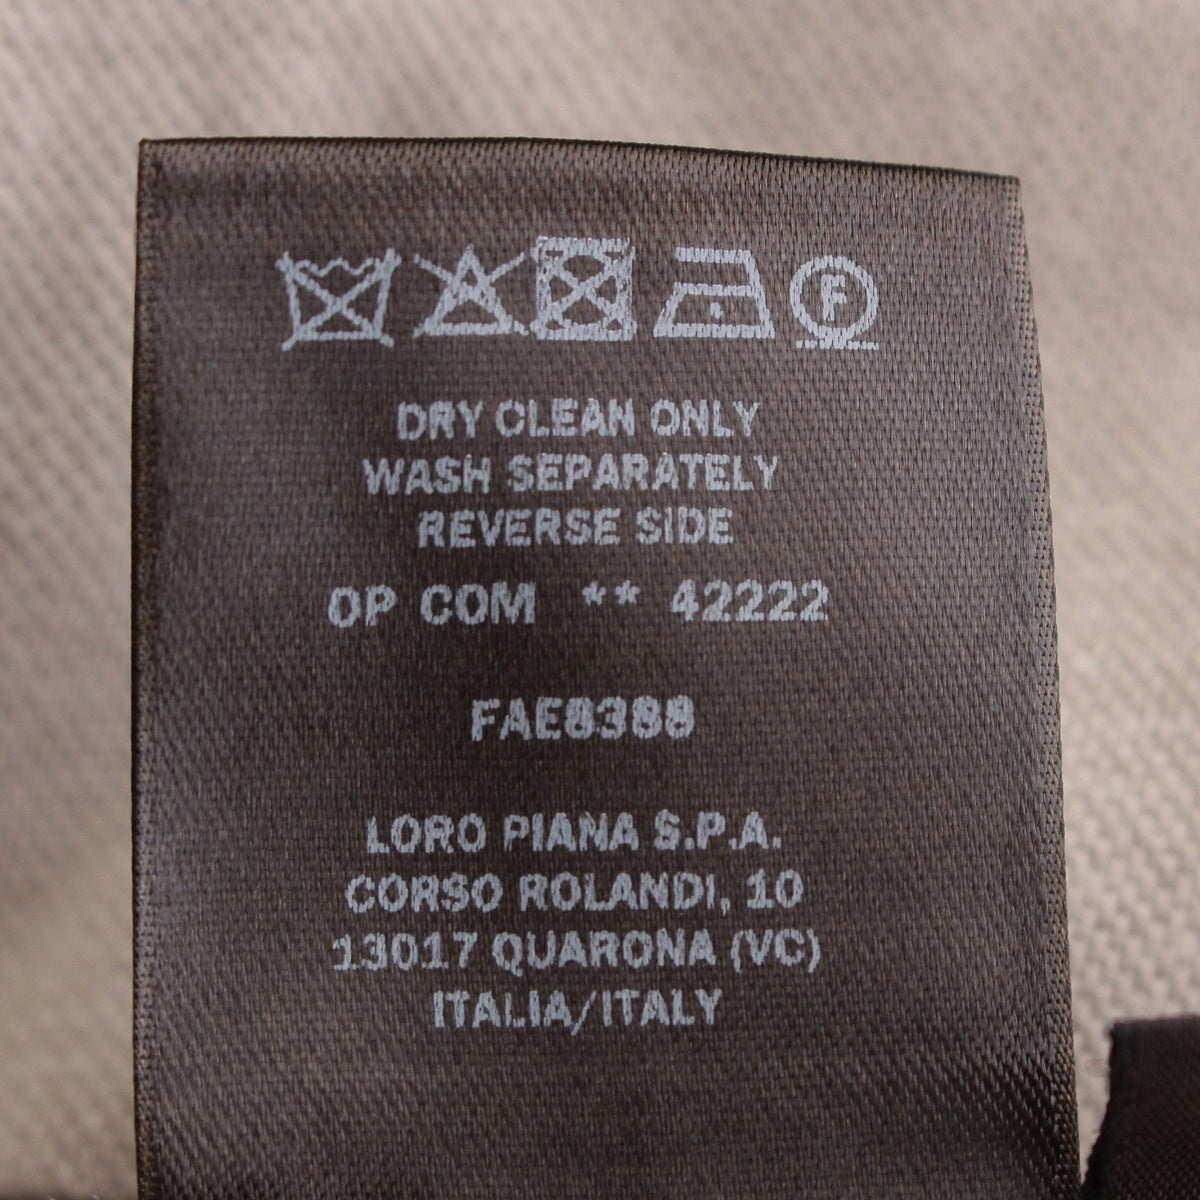 F
DRY CLEAN ONLY
WASH SEPARATELY
REVERSE SIDE
OP COM ** 42222
FAE8388
LORO PIANA S.P.A.
CORSO ROLANDI, 10
13017 QUARONA (VC)
ITALIA/ITALY